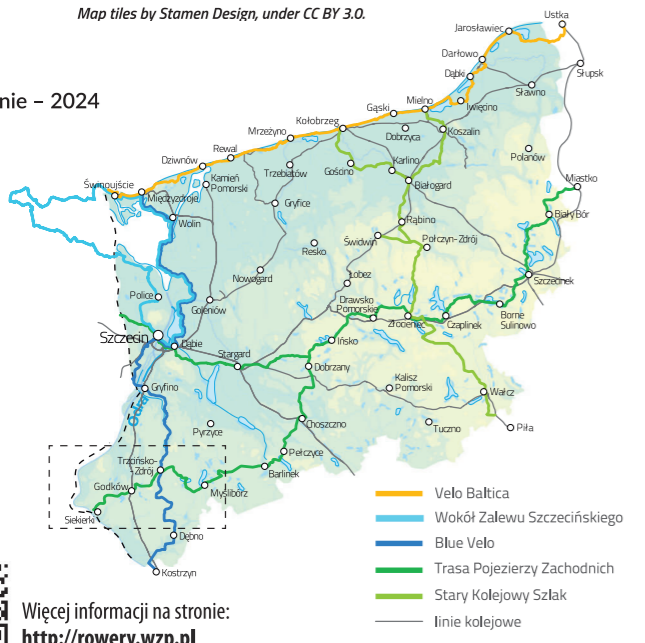 Map tiles by Stamen Design, under CC BY 3.0.
Ustka
Jarosławiec
nie – 2024
Darłowo
Słupsk
Dąbki
Sławno
Mielno
Iwięcino
Gąski
Kołobrzeg
Mrzeżyno
Dobrzyca
Koszalin
Rewal
Polanów
Dziwnów
Trzebiatów
Gościno
Karlino
Kamień
Pomorski
Białogard
Miastko
Świnoujście
Międzyzdroje
Gryfice
Biały Bór
Wolin
Rąbino
Świdwin
Połczyn-Zdrój
Resko
Szczecinek
Nowogard
Łobez
Police
Goleniów
Drawsko
Pomorskie
Borne
Sulinowo
Złocieniec
Czaplinek
Szczecin
Dąbie
Ińsko
Stargard
Dobrzany
Kalisz
Pomorski
Gryfino
Wałcz
Odra
Choszczno
Tuczno
Piła
Pyrzyce
Pełczyce
Trzcińsko-
-Zdrój
Barlinek
Godków
Myślibórz
Siekierki
Dębno
Kostrzyn
Velo Baltica
Wokół Zalewu Szczecińskiego
Blue Velo
Trasa Pojezierzy Zachodnich
Stary Kolejowy Szlak
linie kolejowe
Więcej informacji na stronie:
http://rowery.wzp.pl